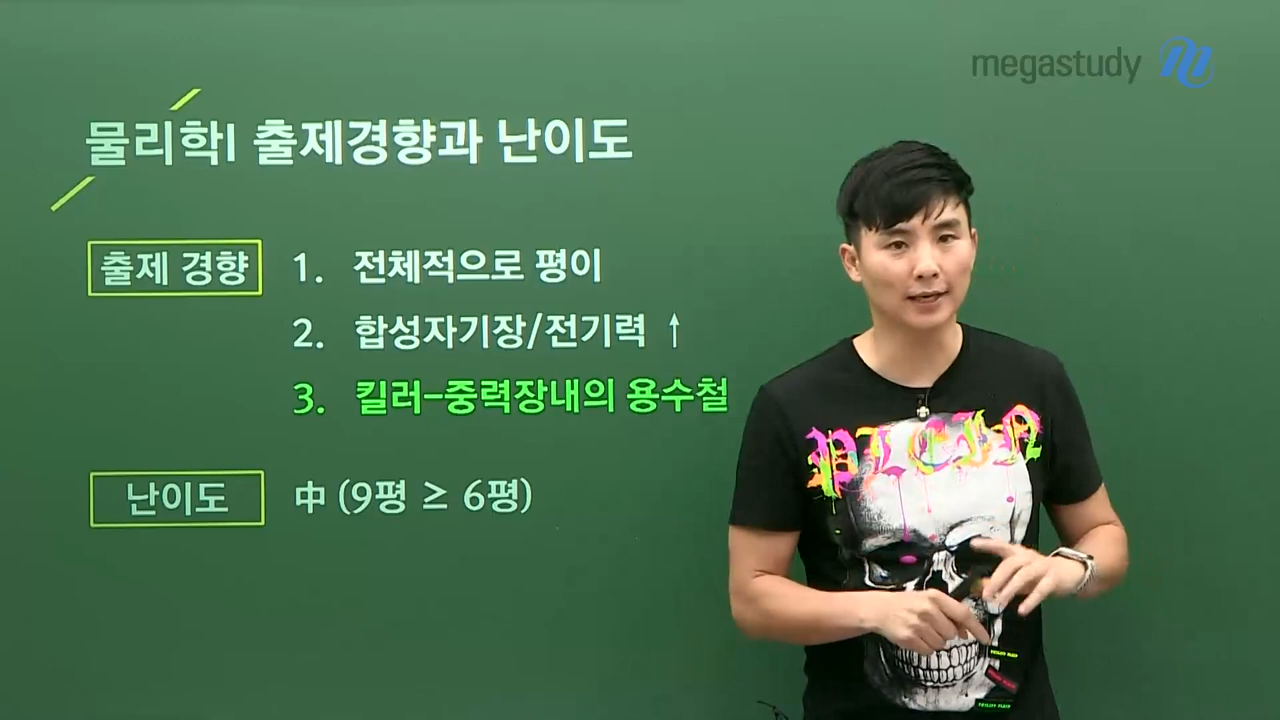 megastudy
물리학I 출제경향과 난이도
출제 경향 1. 전체적으로 평이
2. 합성자기장/전기력 ↑
3. 킬러-중력장내의 용수철
난이도 中 (9평 ≥ 6평)
PLEIN